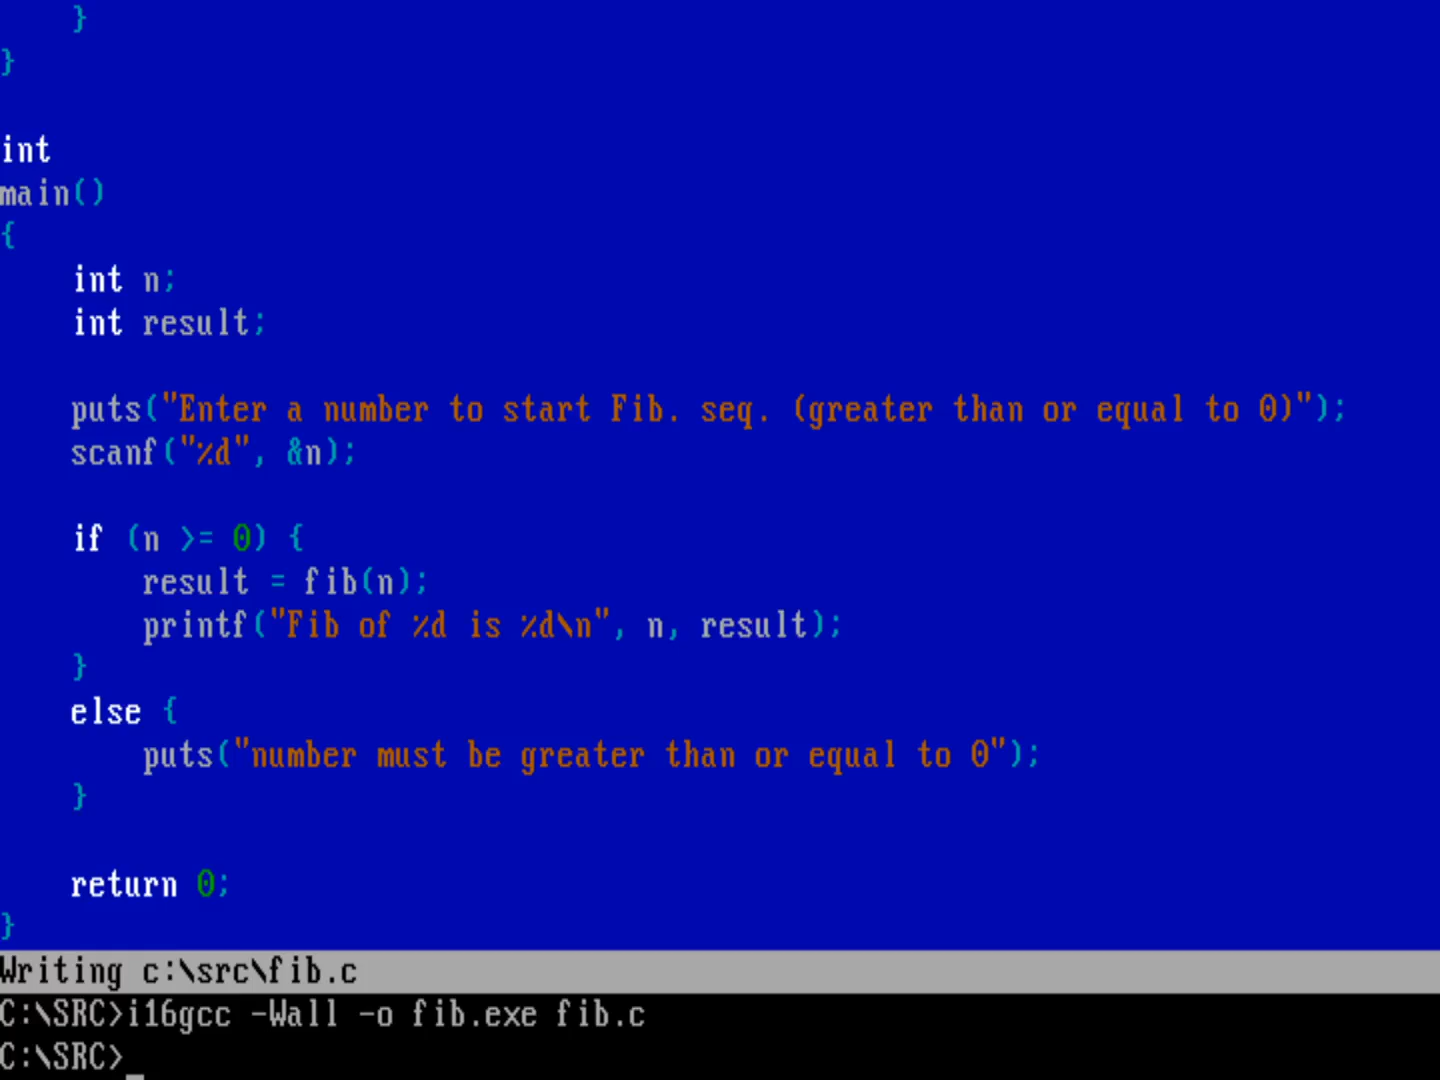 }
}

int
main()
{
    int n;
    int result;

    puts("Enter a number to start Fib. seq. (greater than or equal to 0)");
    scanf("%d", &n);

    if (n >= 0) {
        result = fib(n);
        printf("Fib of %d is %d\n", n, result);
    }
    else {
        puts("number must be greater than or equal to 0");
    }

    return 0;
}
Writing c:\src\fib.c
C:\SRC>i16gcc -Wall -o fib.exe fib.c
C:\SRC>_